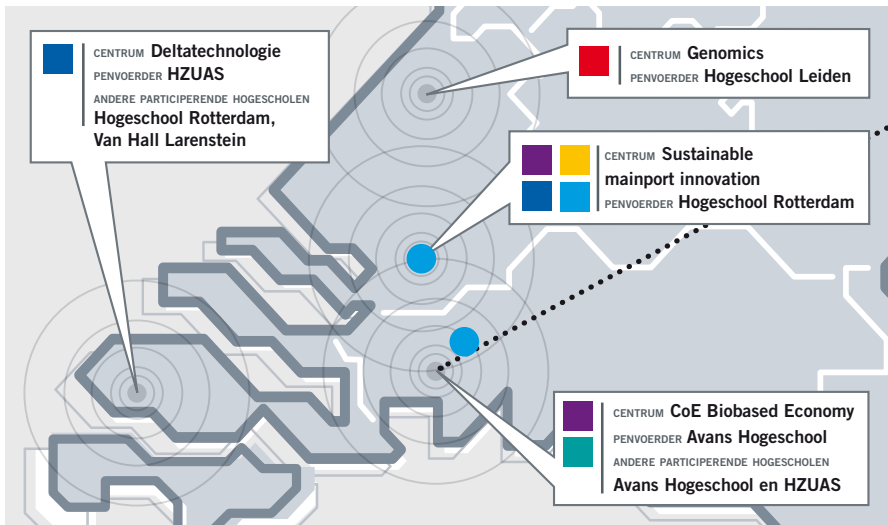 CENTRUM Deltatechnologie
PENVOERDER HZUAS
ANDERE PARTICIPERENDE HOGESCHOLEN
Hogeschool Rotterdam,
Van Hall Larenstein
CENTRUM Genomics
PENVOERDER Hogeschool Leiden
CENTRUM Sustainable
mainport innovation
PENVOERDER Hogeschool Rotterdam
CENTRUM CoE Biobased Economy
PENVOERDER Avans Hogeschool
ANDERE PARTICIPERENDE HOGESCHOLEN
Avans Hogeschool en HZUAS